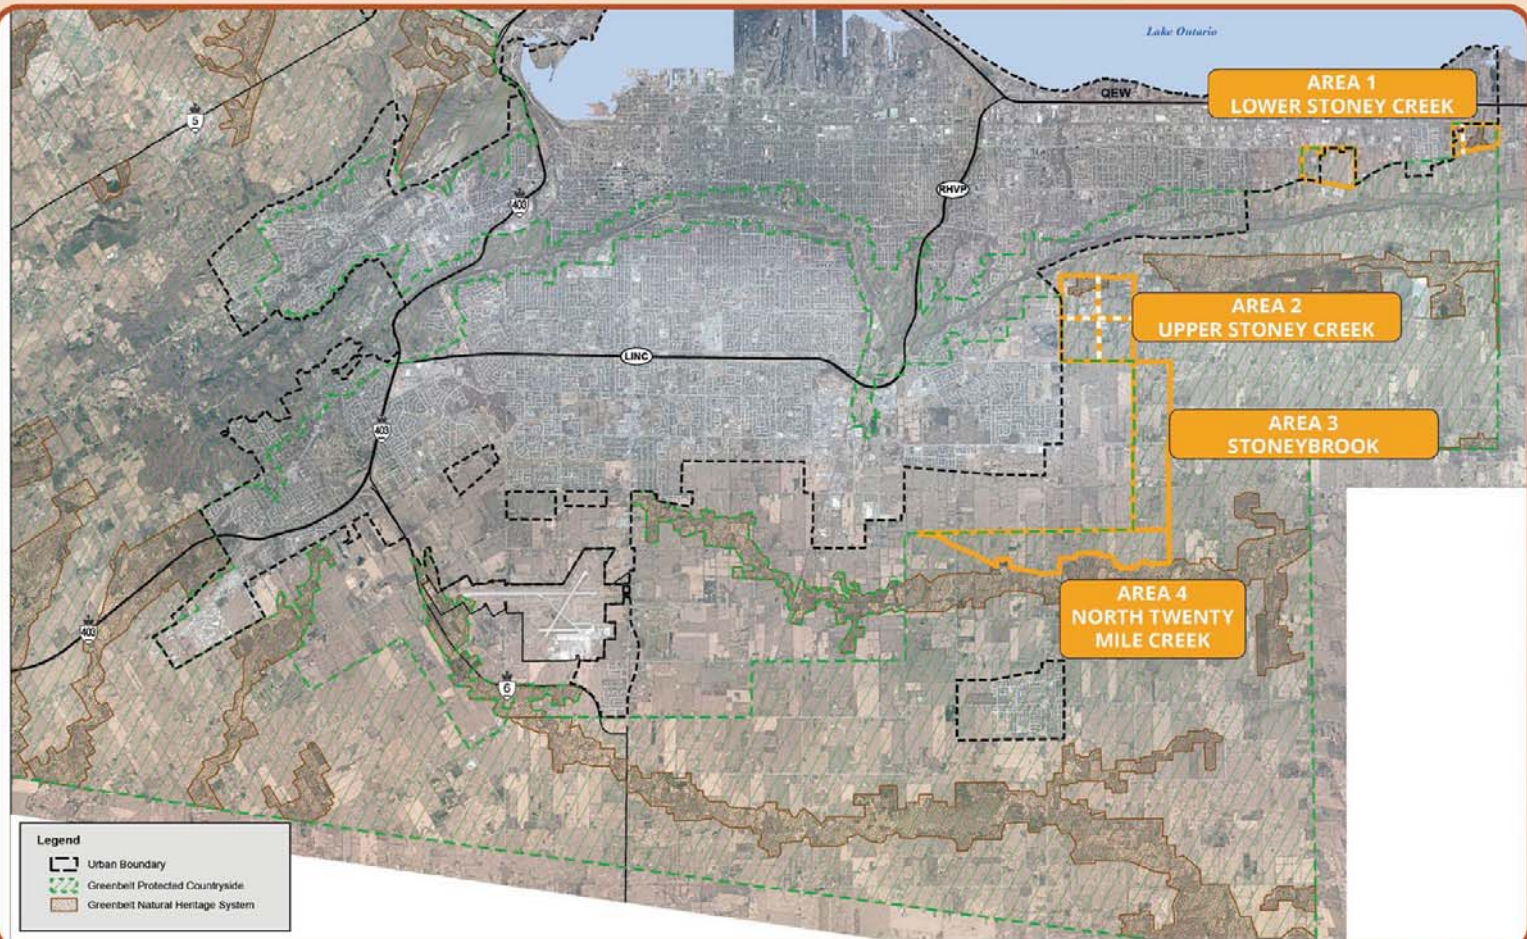 Lake Ontario
QEW
AREA 1
LOWER STONEY CREEK
5
403
RHVP
AREA 2
UPPER STONEY CREEK
LINC
403
AREA 3
STONEYBROOK
AREA 4
NORTH TWENTY
MILE CREEK
403
6
Legend
Urban Boundary
Greenbelt Protected Countryside
Greenbelt Natural Heritage System